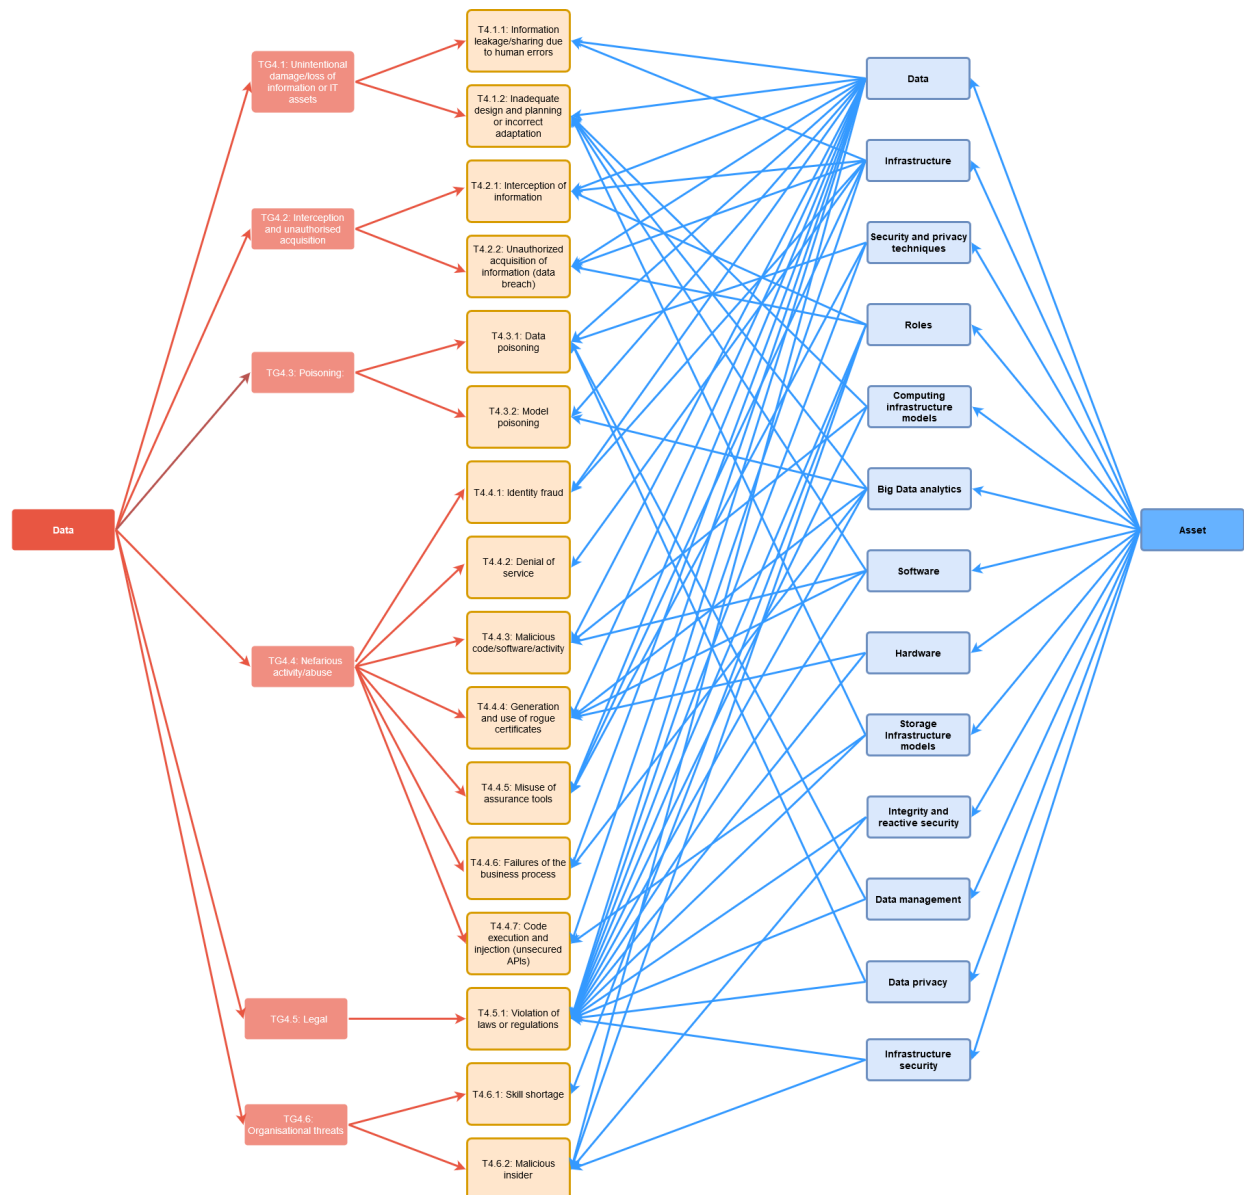 Data
TG4.1: Unintentional
damage/loss of
information or IT
assets
TG4.2: Interception
and unauthorised
acquisition
TG4.3: Poisoning:
TG4.4: Nefarious
activity/abuse
TG4.5: Legal
TG4.6:
Organisational threats
T4.1.1: Information
leakage/sharing due
to human errors
T4.1.2: Inadequate
design and planning
or incorrect
adaptation
T4.2.1: Interception of
information
T4.2.2: Unauthorized
acquisition of
information (data
breach)
T4.3.1: Data
poisoning
T4.3.2: Model
poisoning
T4.4.1: Identity fraud
T4.4.2: Denial of
service
T4.4.3: Malicious
code/software/activity
T4.4.4: Generation
and use of rogue
certificates
T4.4.5: Misuse of
assurance tools
T4.4.6: Failures of the
business process
T4.4.7: Code
execution and
injection (unsecured
APIs)
T4.5.1: Violation of
laws or regulations
T4.6.1: Skill shortage
T4.6.2: Malicious
insider
Data
Infrastructure
Security and privacy
techniques
Roles
Computing
infrastructure
models
Big Data analytics
Software
Hardware
Storage
Infrastructure
models
Integrity and
reactive security
Data management
Data privacy
Infrastructure
security
Asset